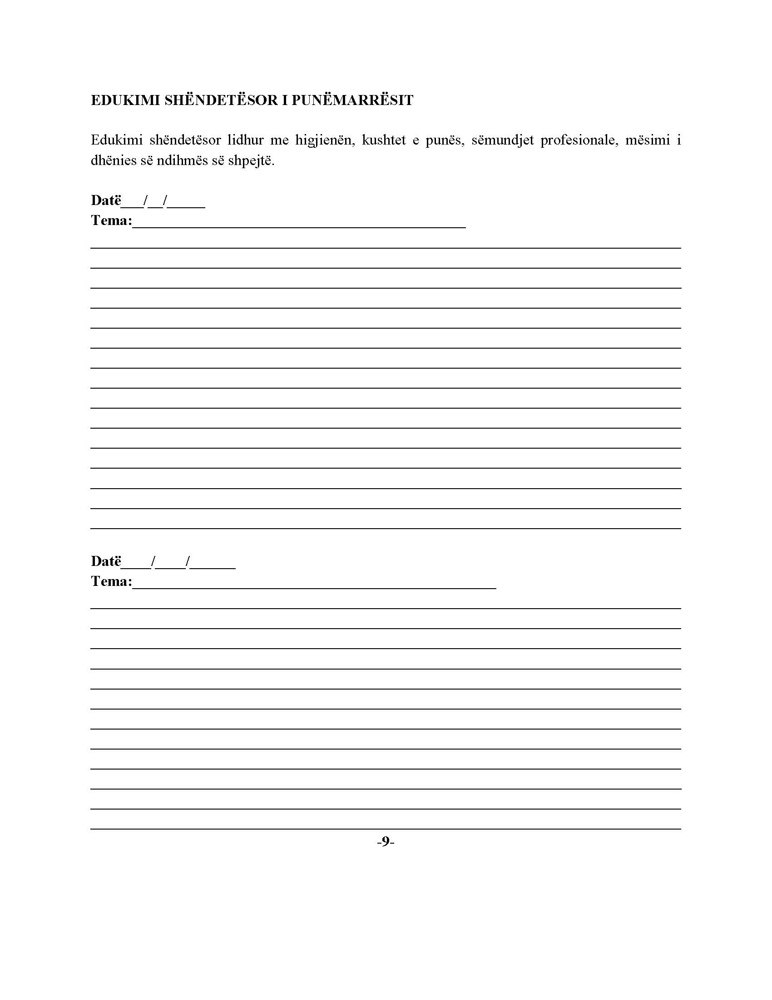 EDUKIMI SHËNDETËSOR I PUNËMARRËSIT
Edukimi shëndetësor lidhur me higjienën, kushtet e punës, sëmundjet profesionale, mësimi i
dhënies së ndihmës së shpejtë.
Datë___/__/_____
Tema:
Datë____/____/______
Tema:
-9-